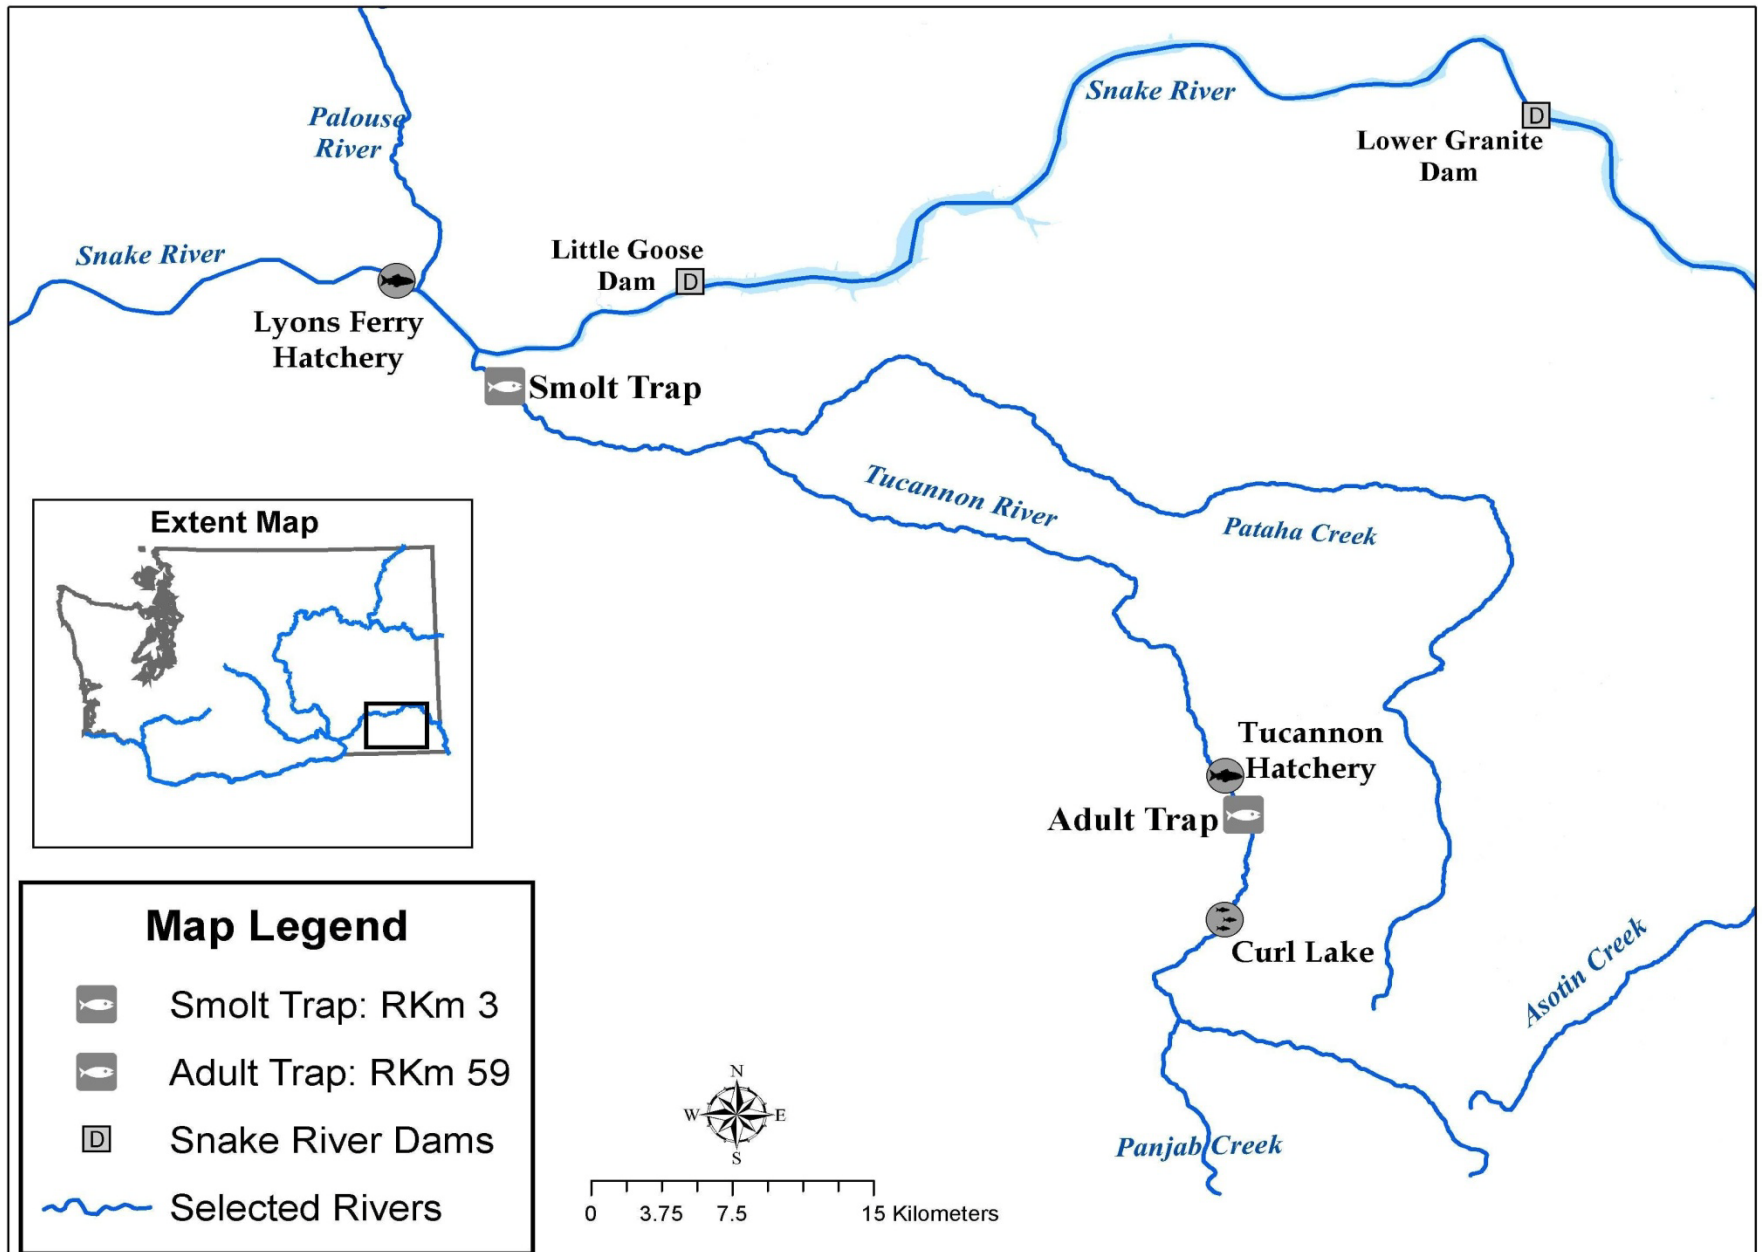 Palouse
River
Snake River
Lower Granite
Dam
D
Snake River
Little Goose
Dam
D
Lyons Ferry
Hatchery
Smolt Trap
Tucannon River
Pataha Creek
Extent Map
Tucannon
Hatchery
Adult Trap
Curl Lake
Asotin Creek
Panjab Creek
Map Legend
Smolt Trap: RKm 3
Adult Trap: RKm 59
D Snake River Dams
Selected Rivers
N
W E
S
0 3.75 7.5 15 Kilometers